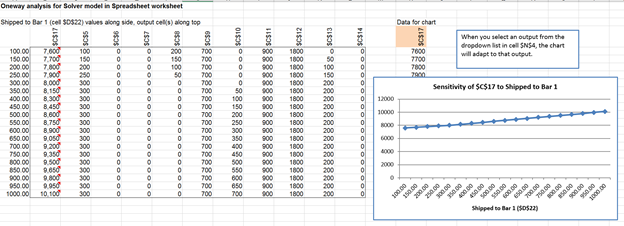 Oneway analysis for Solver model in Spreadsheet worksheet
Shipped to Bar 1 (cell $D$22) values along side, output cell(s) along top
Data for chart
$C$17 $C$5 $C$6 $C$7 $C$8 $C$9 $C$10 $C$11 $C$12 $C$13 $C$14 $C$17
100.00 7,600 100 0 0 200 700 0 900 1800 0 0 7600
150.00 7,700 150 0 0 150 700 0 900 1800 50 0 7700
200.00 7,800 200 0 0 100 700 0 900 1800 100 0 7800
250.00 7,900 250 0 0 50 700 0 900 1800 150 0 7900
300.00 8,000 300 0 0 0 700 0 900 1800 200 0
350.00 8,150 300 0 0 0 700 50 900 1800 200 0
400.00 8,300 300 0 0 0 700 100 900 1800 200 0
450.00 8,450 300 0 0 0 700 150 900 1800 200 0
500.00 8,600 300 0 0 0 700 200 900 1800 200 0
550.00 8,750 300 0 0 0 700 250 900 1800 200 0
600.00 8,900 300 0 0 0 700 300 900 1800 200 0
650.00 9,050 300 0 0 0 700 350 900 1800 200 0
700.00 9,200 300 0 0 0 700 400 900 1800 200 0
750.00 9,350 300 0 0 0 700 450 900 1800 200 0
800.00 9,500 300 0 0 0 700 500 900 1800 200 0
850.00 9,650 300 0 0 0 700 550 900 1800 200 0
900.00 9,800 300 0 0 0 700 600 900 1800 200 0
950.00 9,950 300 0 0 0 700 650 900 1800 200 0
1000.00 10,100 300 0 0 0 700 700 900 1800 200 0
When you select an output from the
dropdown list in cell $N$4, the chart
will adapt to that output.
Sensitivity of $C$17 to Shipped to Bar 1
12000
10000
8000
6000
4000
2000
0
100.00 150.00 200.00 250.00 300.00 350.00 400.00 450.00 500.00 550.00 600.00 650.00 700.00 750.00 800.00 850.00 900.00 950.00 1000.00
Shipped to Bar 1 ($D$22)